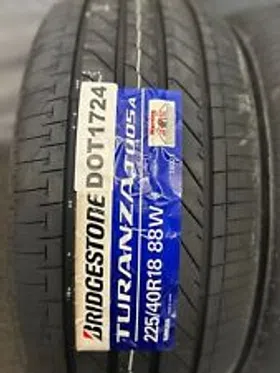 BRIDGESTONE DOT1724
TURANZA T005A
225/40R18 88W